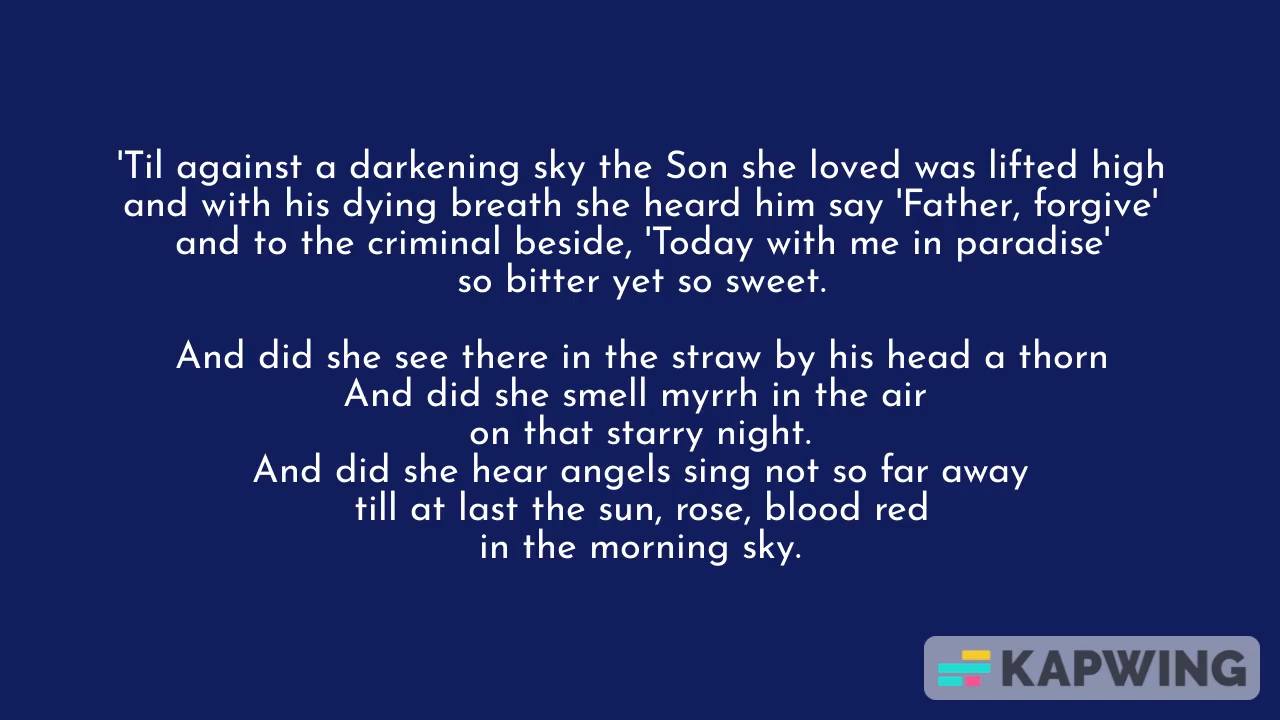 'Til against a darkening sky the Son she loved was lifted high
and with his dying breath she heard him say 'Father, forgive'
and to the criminal beside, 'Today with me in paradise'
so bitter yet so sweet.
And did she see there in the straw by his head a thorn
And did she smell myrrh in the air
on that starry night.
And did she hear angels sing not so far away
till at last the sun, rose, blood red
in the morning sky.
KAPWING